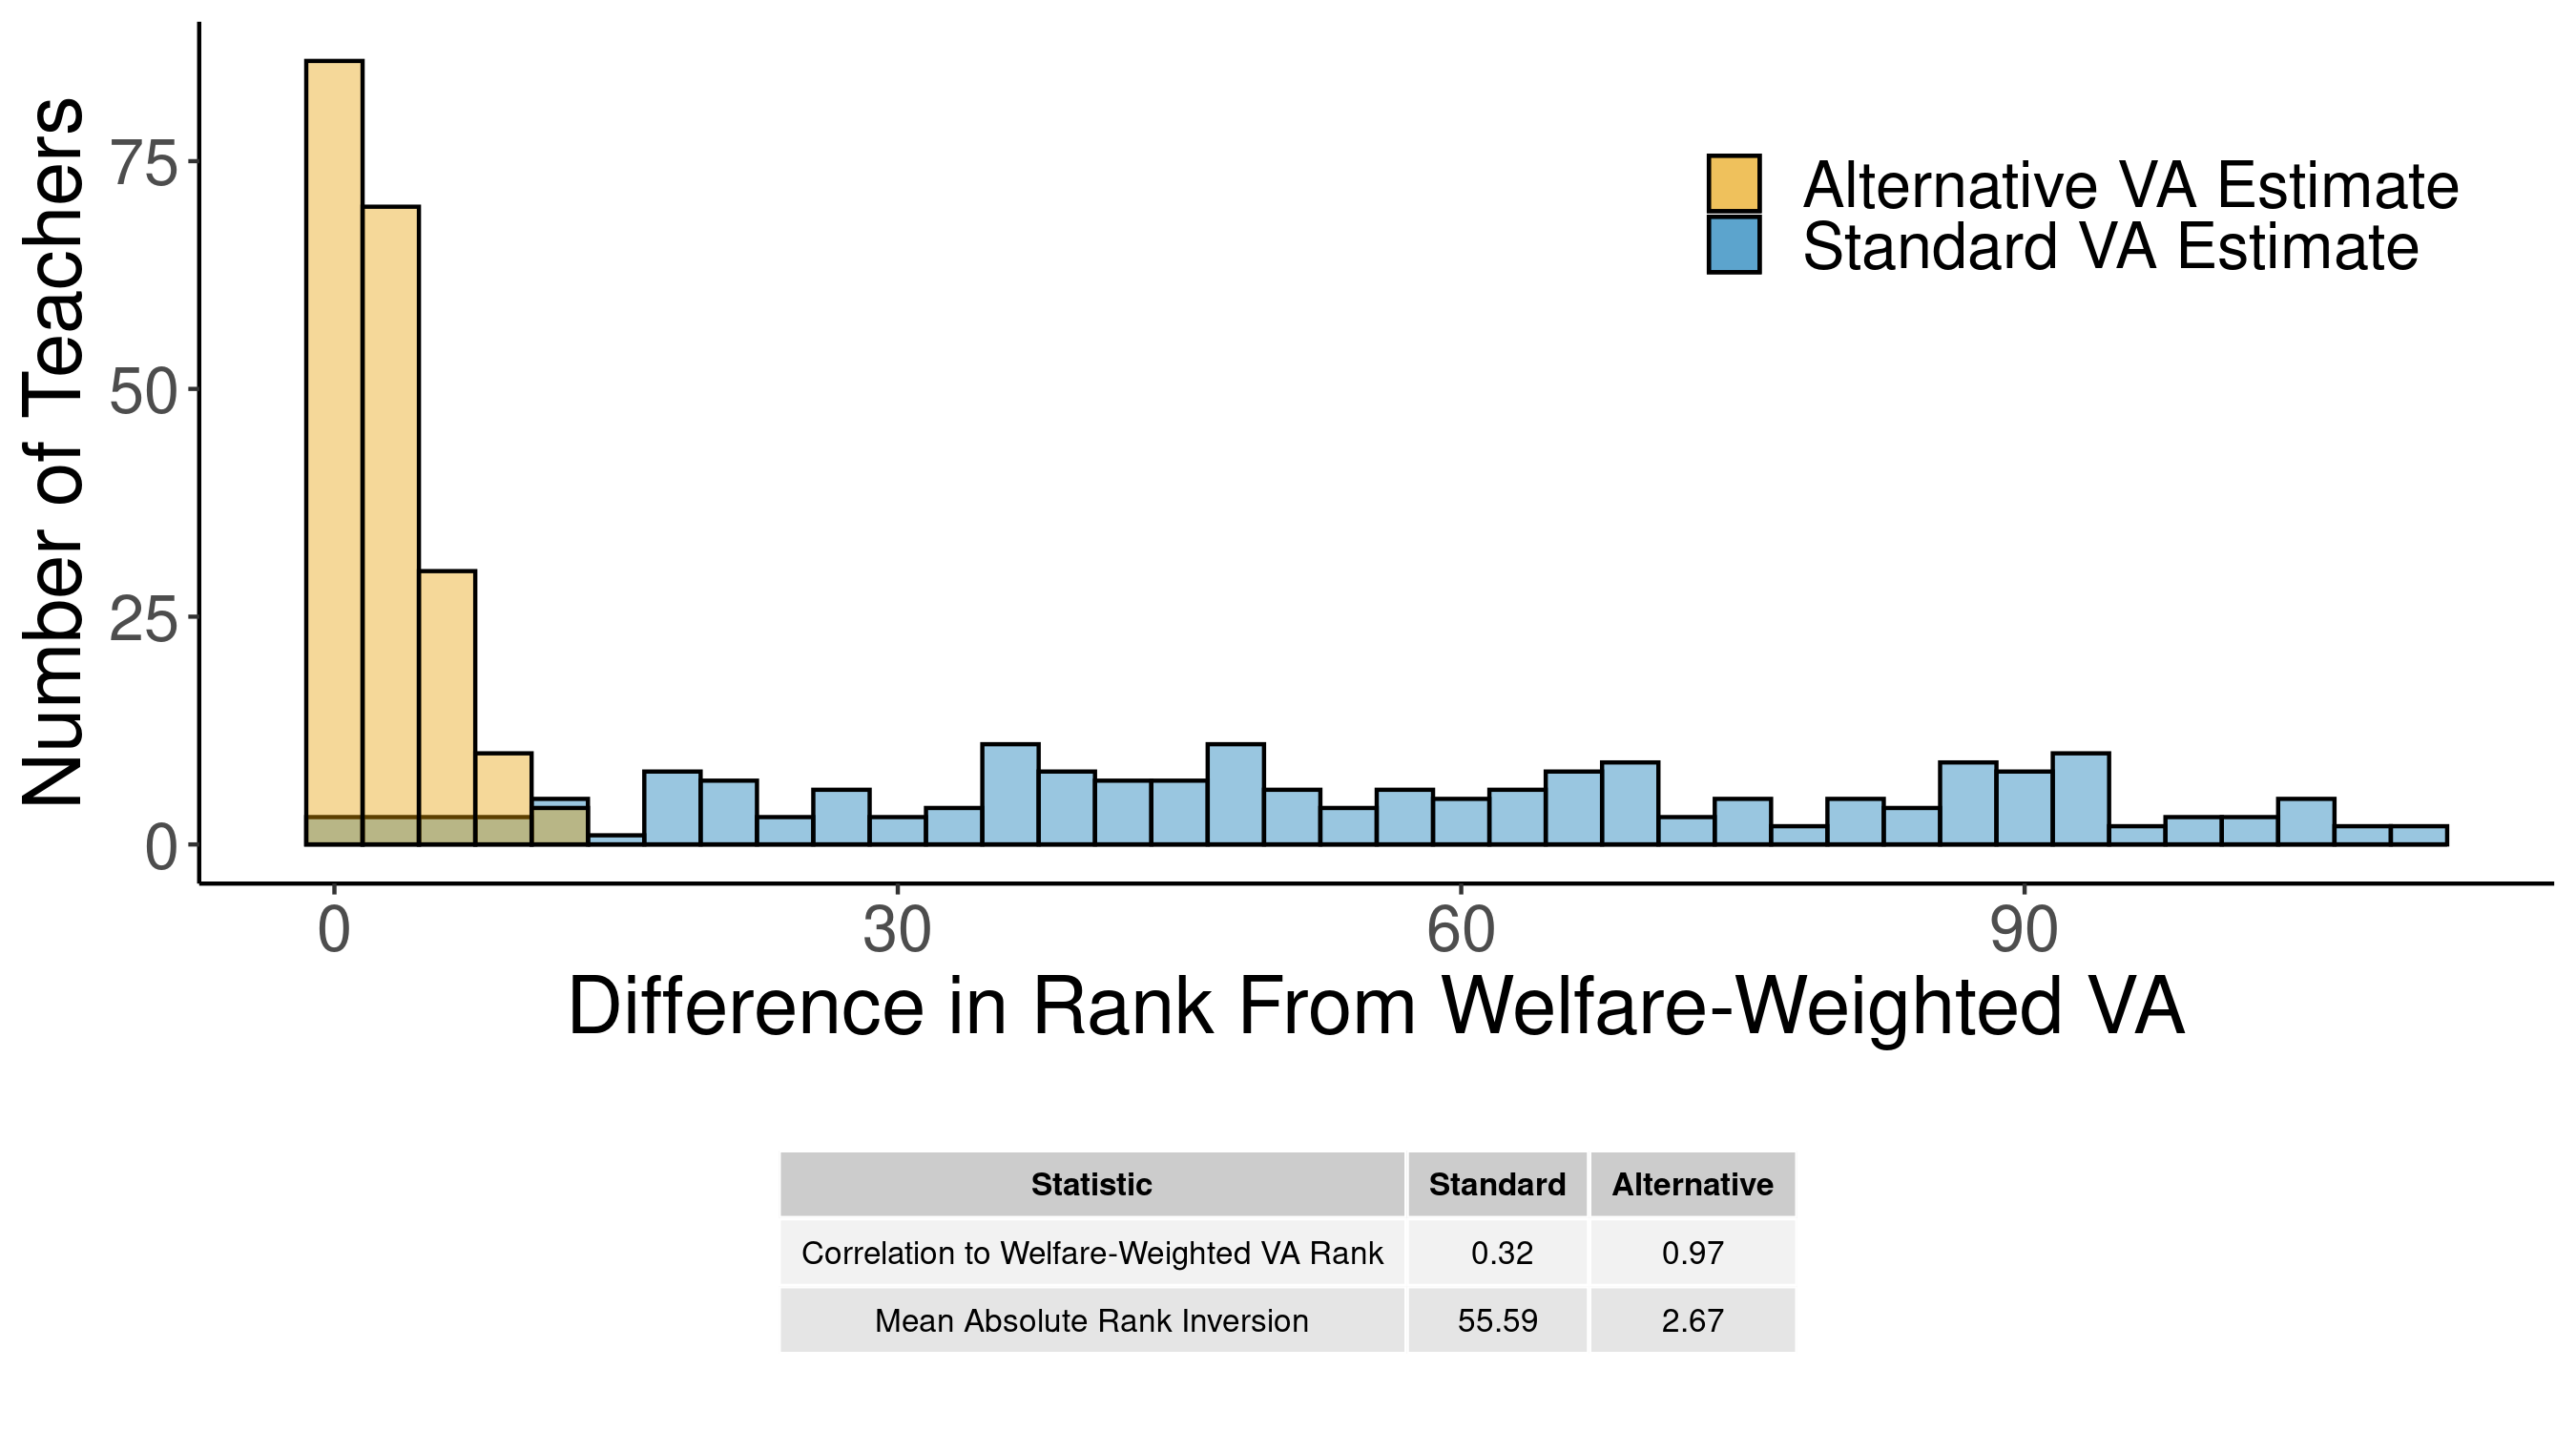 Number of Teachers
75
50
25
0
Alternative VA Estimate
Standard VA Estimate
0 30 60 90
Difference in Rank From Welfare-Weighted VA
Statistic Standard Alternative
Correlation to Welfare-Weighted VA Rank 0.32 0.97
Mean Absolute Rank Inversion 55.59 2.67